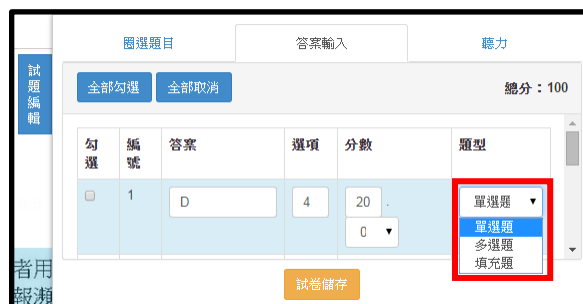 圈選題目 答案輸入 聽力
試題編輯
全部勾選 全部取消 總分：100
勾選 編號 答案 選項 分數 題型
1 D 4 20 . 單選題
0 單選題
多選題
填充題
試卷儲存
者用
報瀕